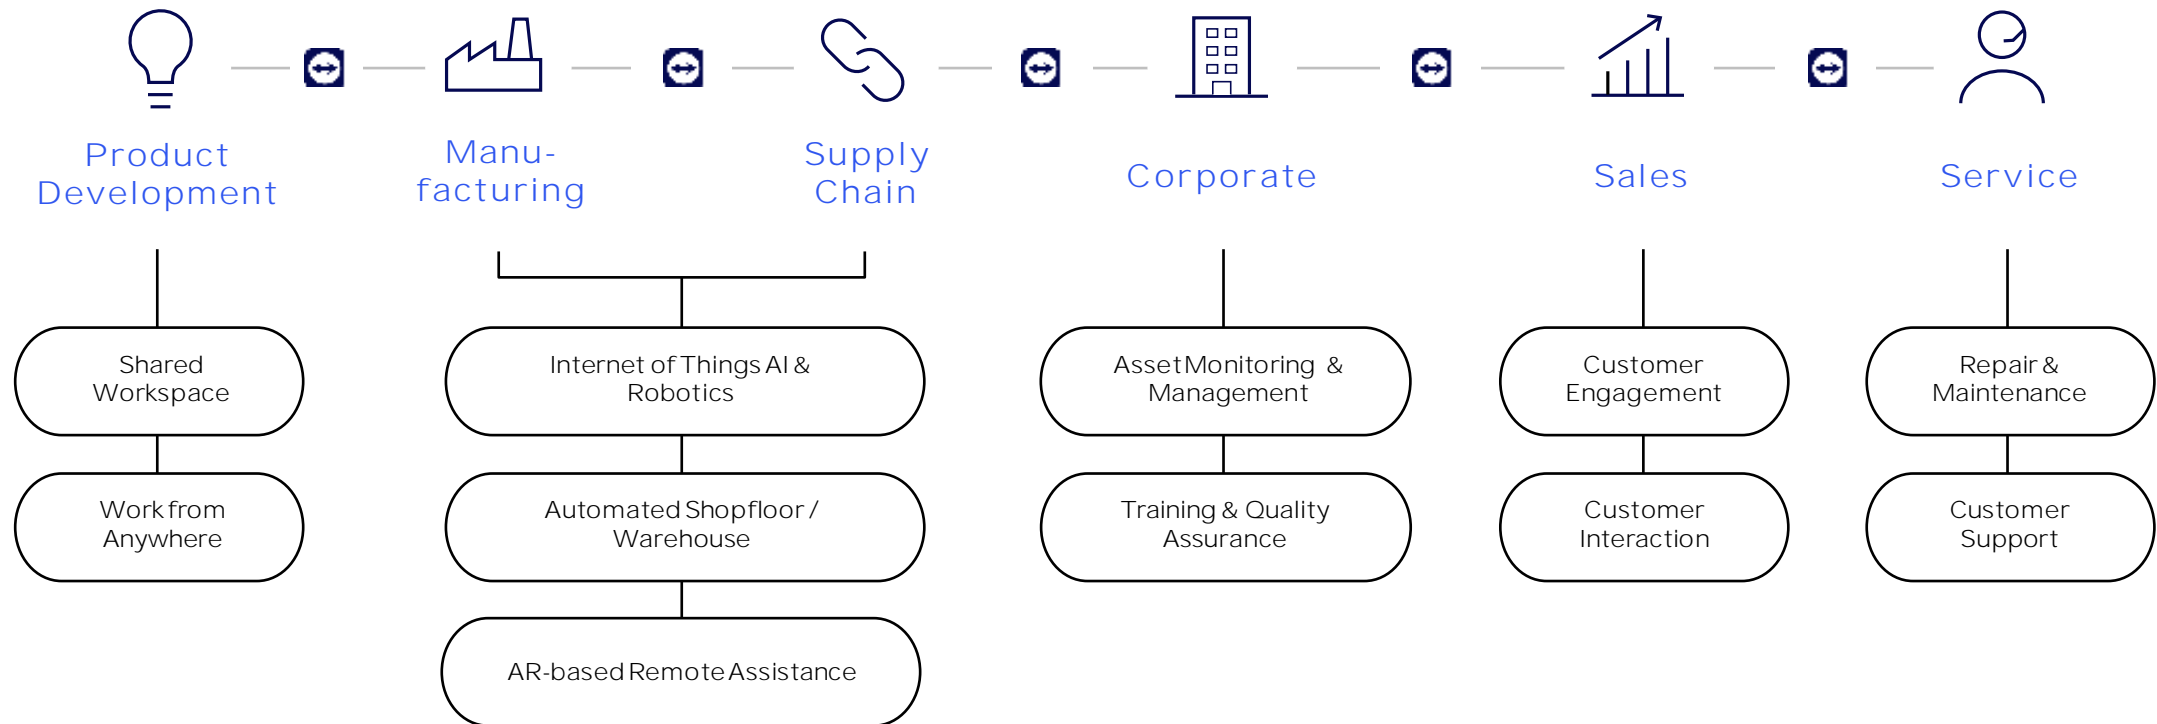 Product
Development
Manu-
facturing
Supply
Chain
Corporate
Sales
Service
Shared
Workspace
Work from
Anywhere
Internet of Things AI &
Robotics
Automated Shopfloor /
Warehouse
AR-based Remote Assistance
Asset Monitoring &
Management
Training & Quality
Assurance
Customer
Engagement
Customer
Interaction
Repair &
Maintenance
Customer
Support